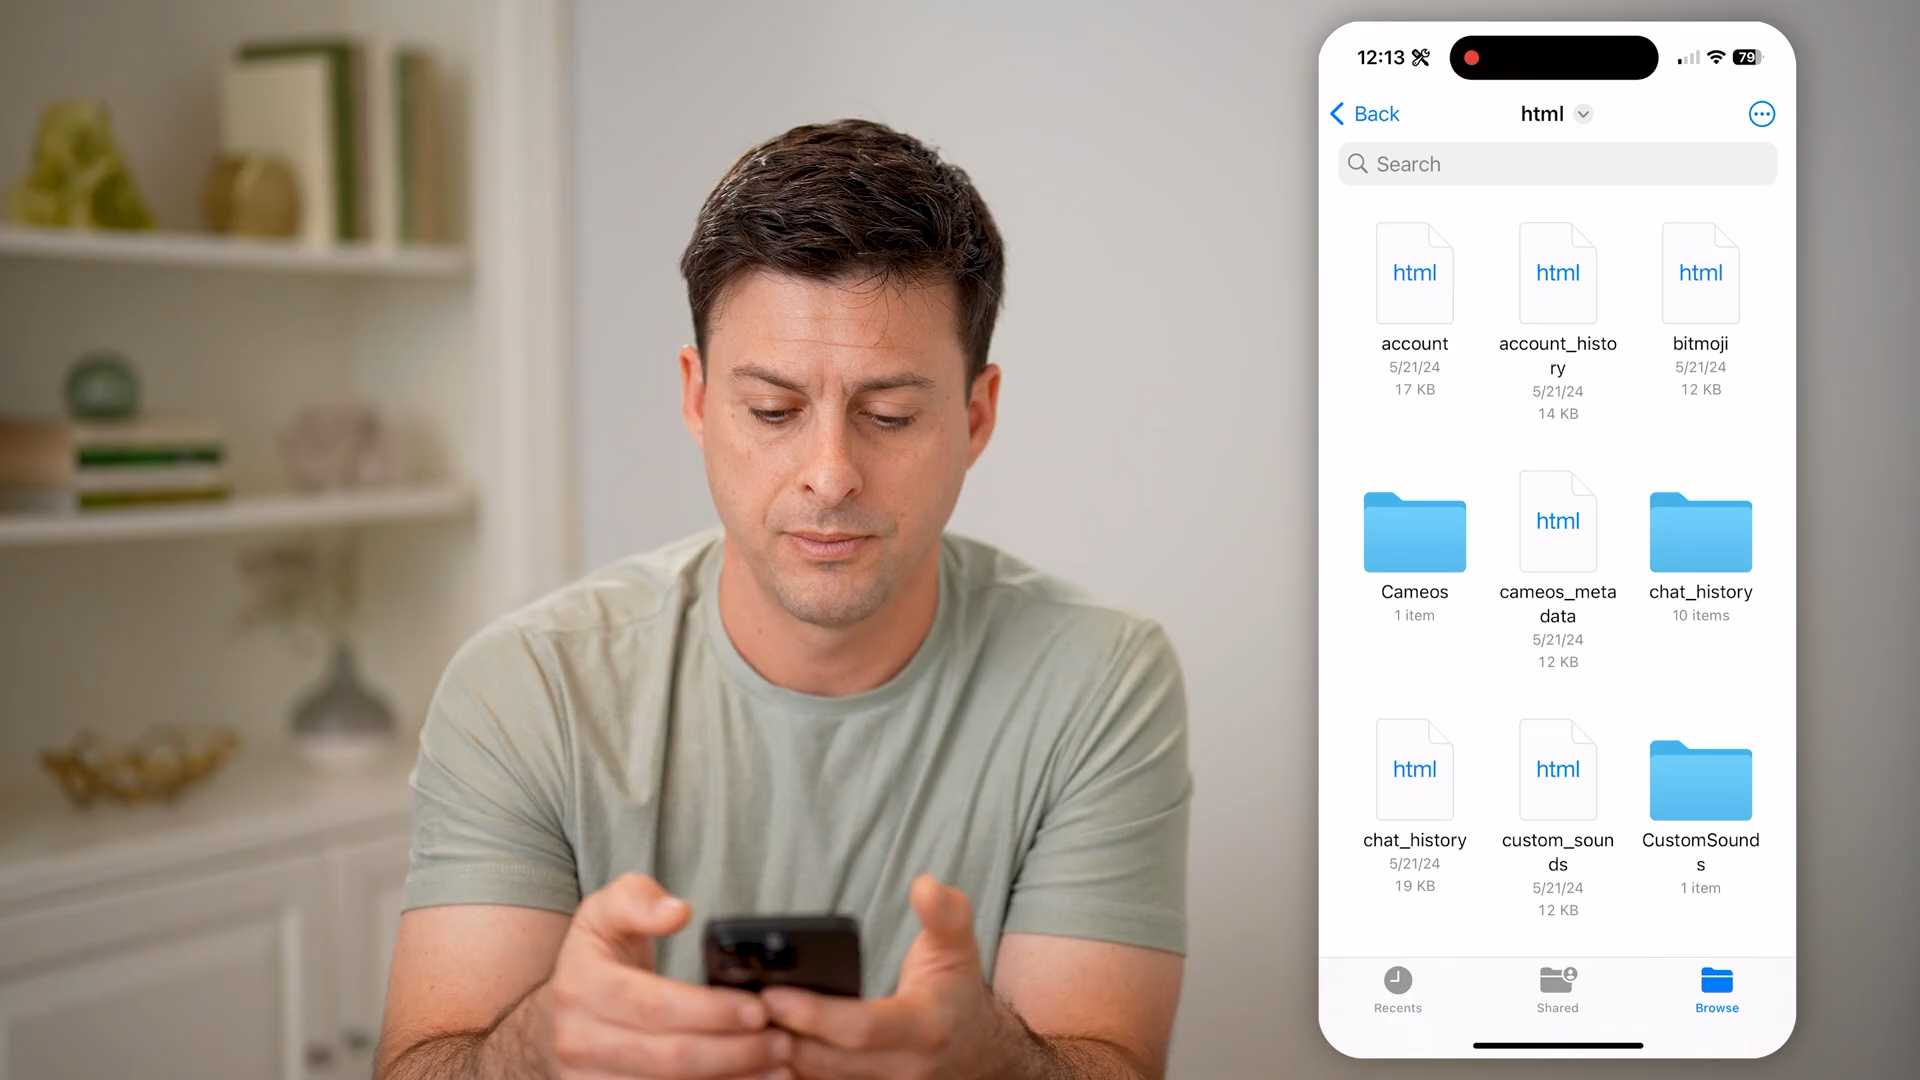 12:13
79
Back
html
Search
html
html
html
account
account_histo
ry
bitmoji
5/21/24
17 KB
5/21/24
14 KB
5/21/24
12 KB
html
Cameos
1 item
cameos_meta
data
5/21/24
12 KB
chat_history
10 items
html
html
chat_history
5/21/24
19 KB
custom_soun
ds
5/21/24
12 KB
CustomSound
s
1 item
Recents
Shared
Browse